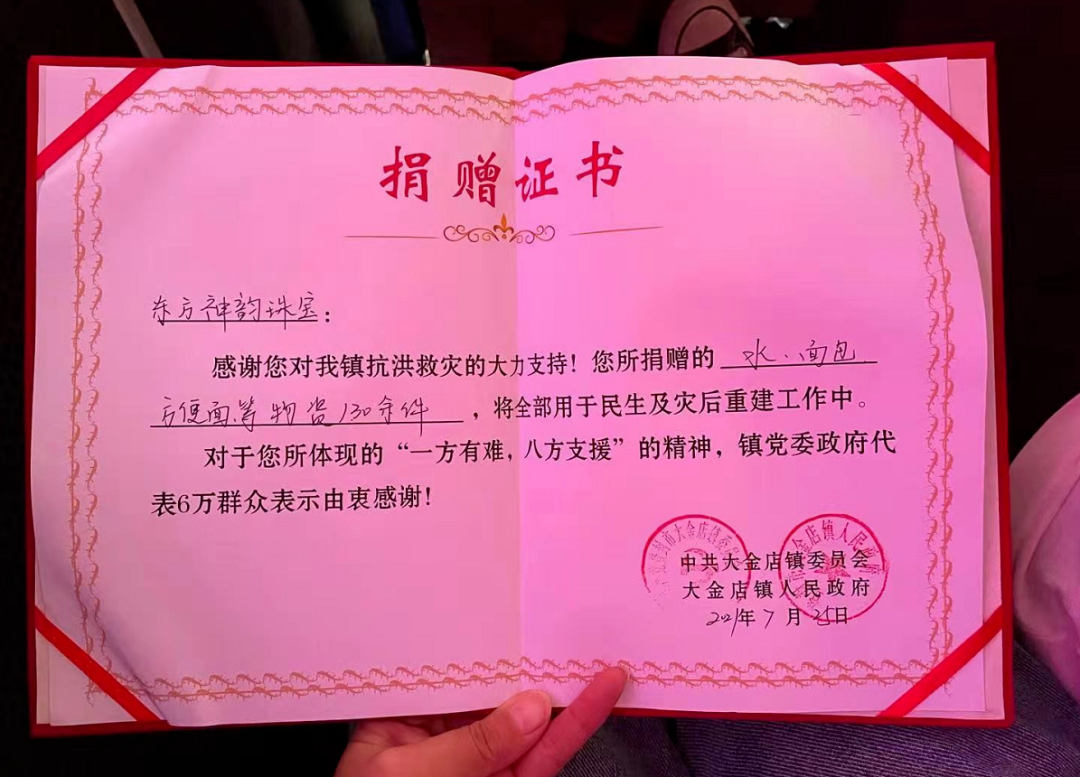 捐赠证书
东方神韵珠宝：
感谢您对我镇抗洪救灾的大力支持！您所捐赠的 水、面包
方便面等物资130余件，将全部用于民生及灾后重建工作中。
对于您所体现的“一方有难，八方支援”的精神，镇党委政府代
表6万群众表示由衷感谢！
中共大金店镇委员会
大金店镇人民政府
2021年7月25日